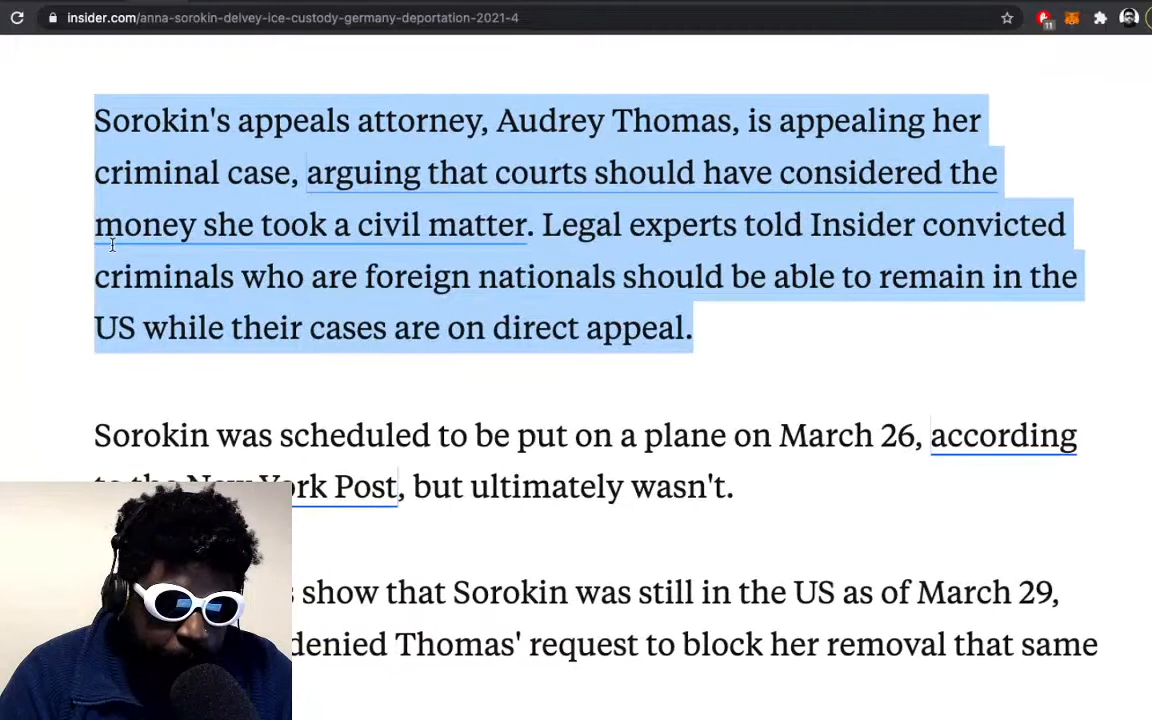 insider.com/anna-sorokin-delvey-ice-custody-germany-deportation-2021-4
11
Sorokin's appeals attorney, Audrey Thomas, is appealing her
criminal case, arguing that courts should have considered the
money she took a civil matter. Legal experts told Insider convicted
criminals who are foreign nationals should be able to remain in the
US while their cases are on direct appeal.
Sorokin was scheduled to be put on a plane on March 26, according
to the New York Post, but ultimately wasn't.
show that Sorokin was still in the US as of March 29,
denied Thomas' request to block her removal that same